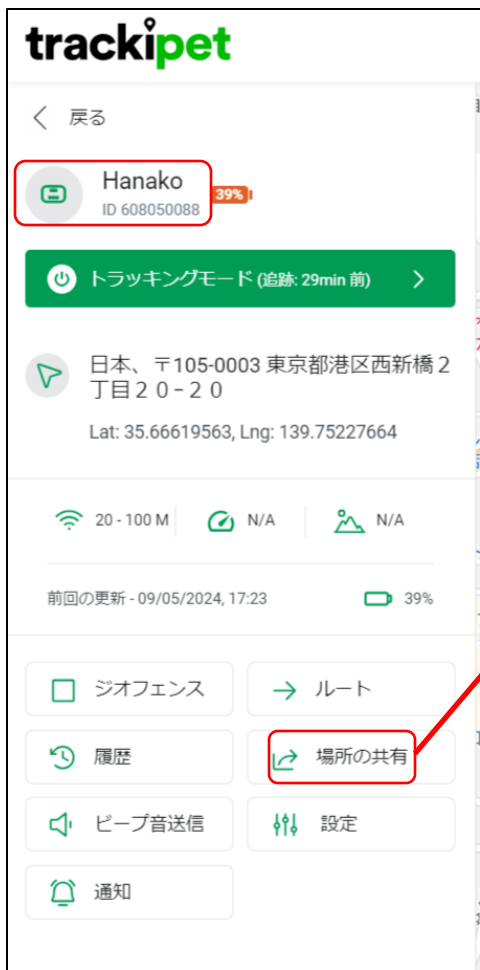 trackipet
戻る
Hanako
39%
ID 608050088
トラッキングモード (追跡: 29min 前)
日本、〒105-0003 東京都港区西新橋２
丁目２０−２０
Lat: 35.66619563, Lng: 139.75227664
20 - 100 M N/A N/A
前回の更新 - 09/05/2024, 17:23 39%
ジオフェンス ルート
履歴 場所の共有
ビープ音送信 設定
通知